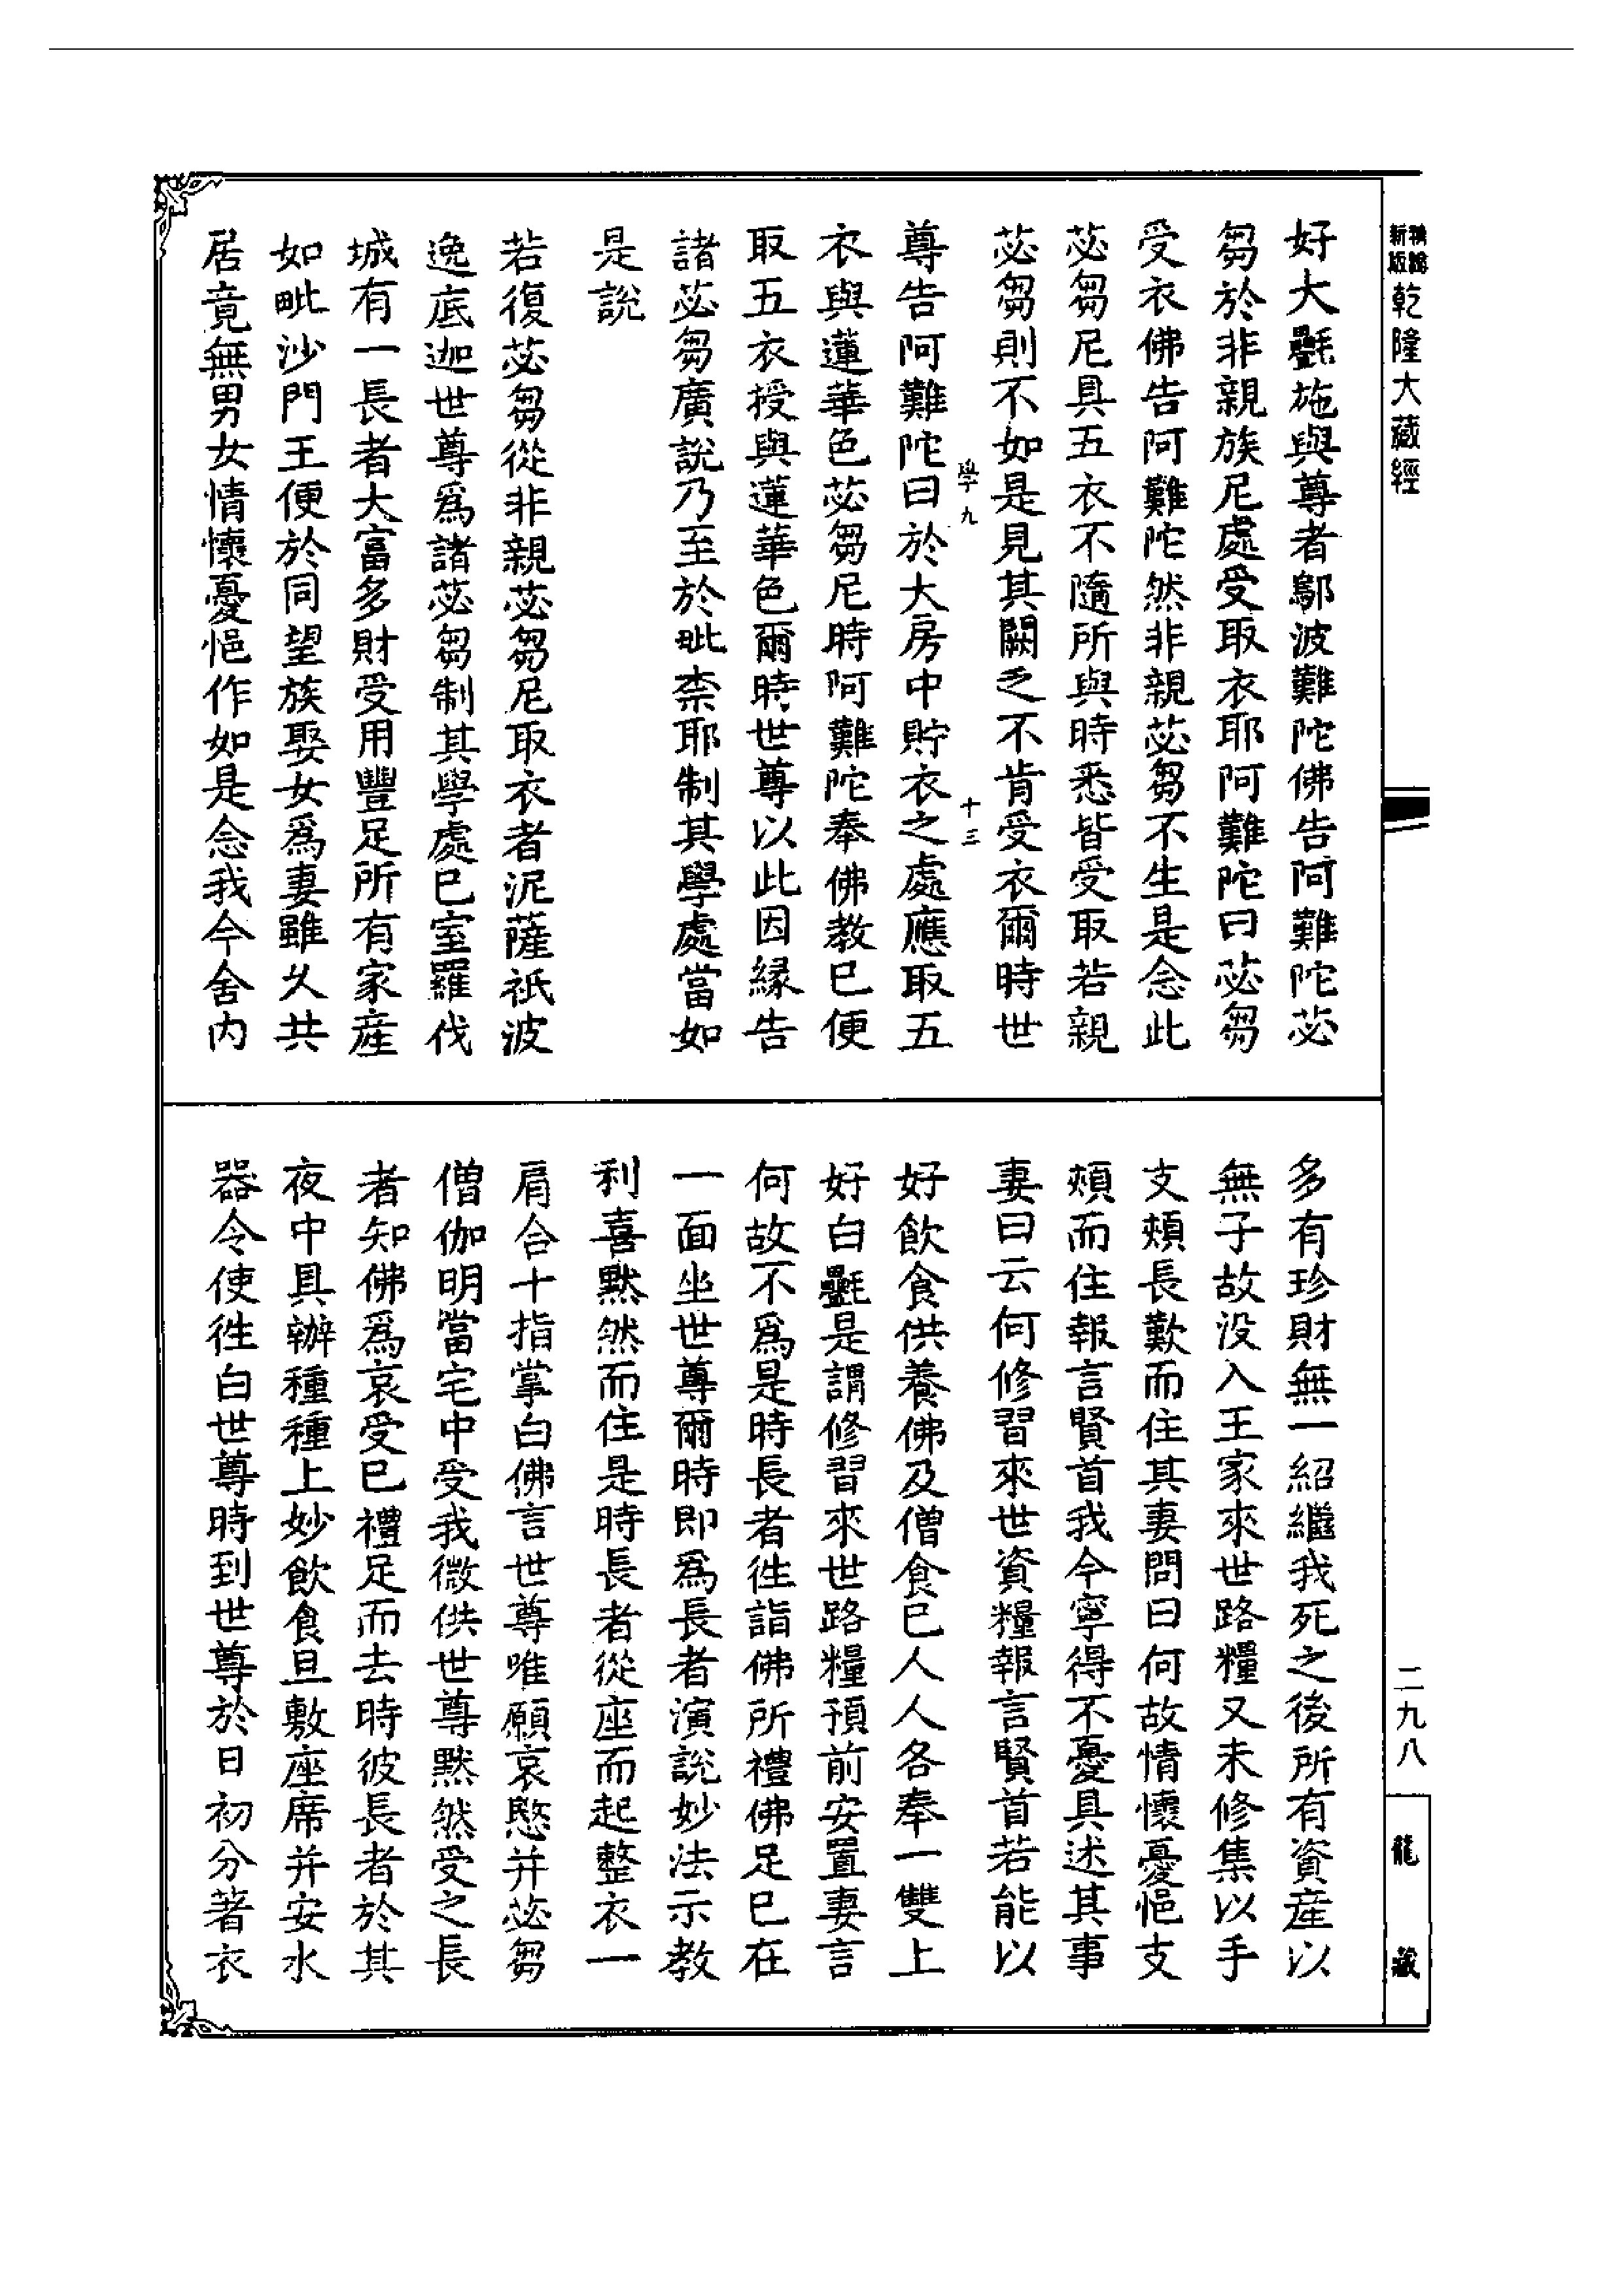 新版
乾隆大藏經
好大㲲施與尊者鄔波難陀佛告阿難陀苾
芻於非親族尼處受取衣耶阿難陀曰苾芻
受衣佛告阿難陀然非親苾芻不生是念此
苾芻尼具五衣不隨所與時悉皆受取若親
苾芻則不如是見其闕乏不肯受衣爾時世
學九 十三
尊告阿難陀曰於大房中貯衣之處應取五
衣與蓮華色苾芻尼時阿難陀奉佛教已便
取五衣授與蓮華色爾時世尊以此因緣告
諸苾芻廣說乃至於毗柰耶制其學處當如
是說
若復苾芻從非親苾芻尼取衣者泥薩祇波
逸底迦世尊爲諸苾芻制其學處已室羅伐
城有一長者大富多財受用豐足所有家産
如毗沙門王便於同望族娶女爲妻雖久共
居竟無男女情懷憂悒作如是念我今舍内
多有珍財無一紹繼我死之後所有資産以
無子故没入王家來世路糧又未修集以手
支頰長歎而住其妻問曰何故情懷憂悒支
頰而住報言賢首我今寧得不憂具述其事
妻曰云何修習來世資糧報言賢首若能以
好飲食供養佛及僧食已人人各奉一雙上
好白㲲是謂修習來世路糧預前安置妻言
何故不爲是時長者徃詣佛所禮佛足已在
一面坐世尊爾時即爲長者演說妙法示教
利喜默然而住是時長者從座而起整衣一
肩合十指掌白佛言世尊唯願哀愍并苾芻
僧伽明當宅中受我微供世尊默然受之長
者知佛爲哀受已禮足而去時彼長者於其
夜中具辦種種上妙飲食旦敷座席并安水
器令使徃白世尊時到世尊於日初分著衣
二九八
龍藏